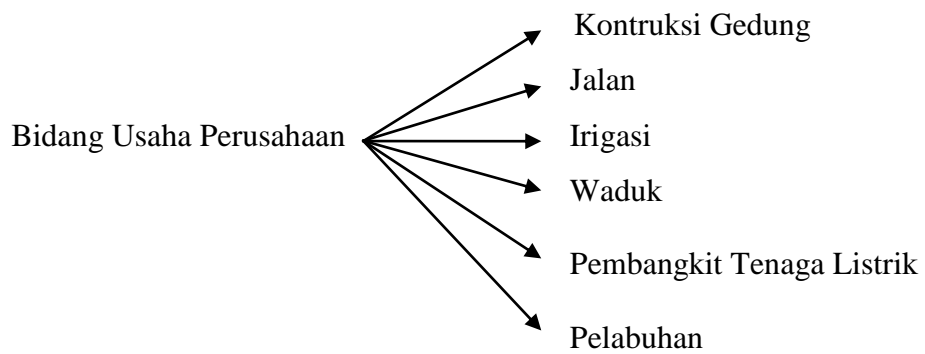 Kontruksi Gedung
Jalan
Bidang Usaha Perusahaan
Irigasi
Waduk
Pembangkit Tenaga Listrik
Pelabuhan